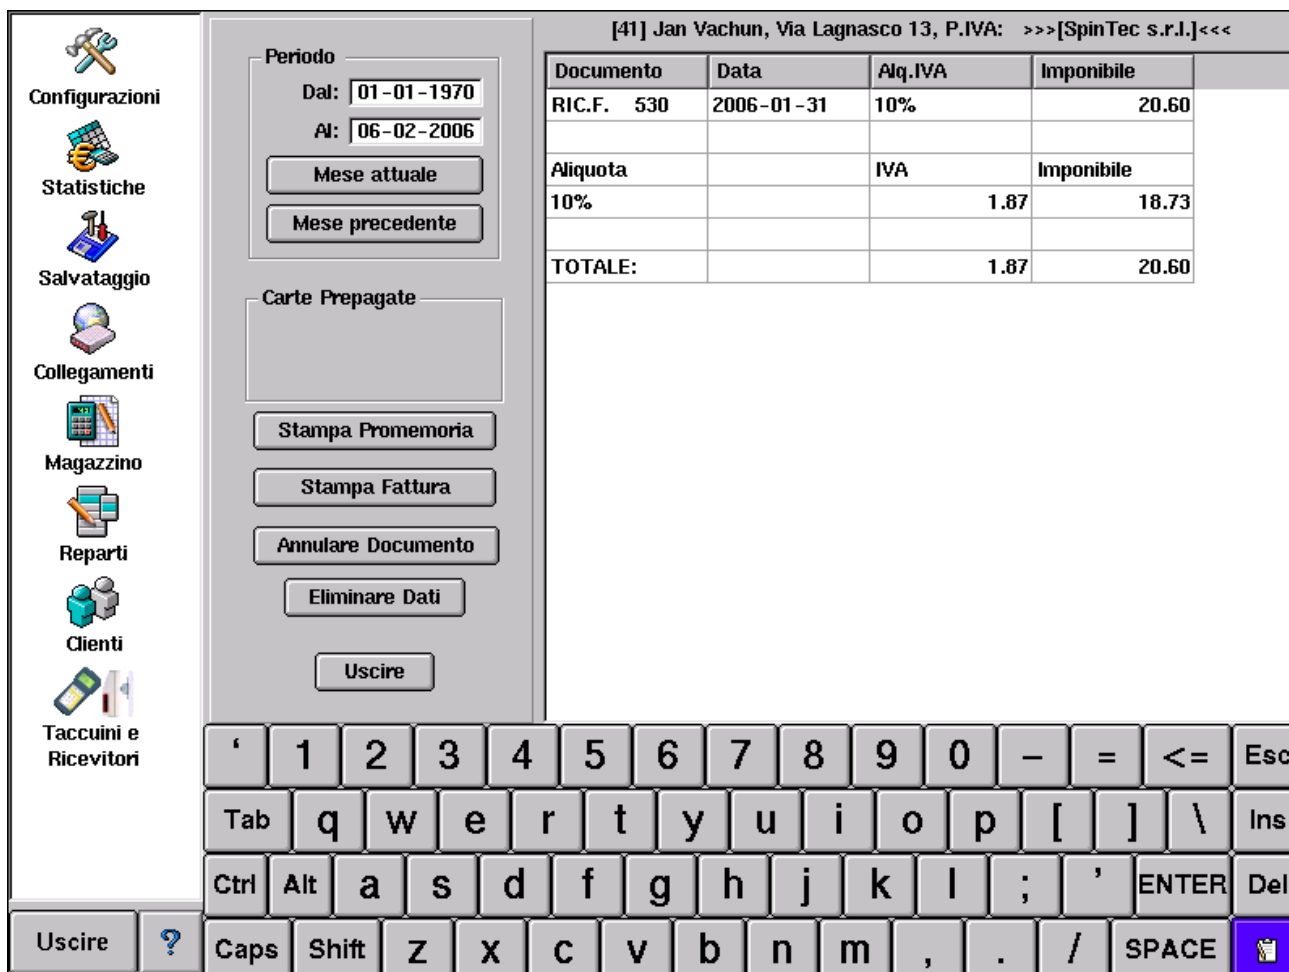 [41] Jan Vachun, Via Lagnasco 13, P.IVA: >>>[SpinTec s.r.l.]<<<
Configurazioni
Statistiche
Salvataggio
Collegamenti
Magazzino
Reparti
Clienti
Taccuini e
Ricevitori
Uscire ?
Periodo
Dal: 01-01-1970
Al: 06-02-2006
Mese attuale
Mese precedente
Carte Prepagate
Stampa Promemoria
Stampa Fattura
Annulare Documento
Eliminare Dati
Uscire
Documento Data Alq.IVA Imponibile
RIC.F. 530 2006-01-31 10% 20.60
Aliquota IVA Imponibile
10% 1.87 18.73
TOTALE: 1.87 20.60
‘ 1 2 3 4 5 6 7 8 9 0 – = <= Esc
Tab q w e r t y u i o p [ ] \ Ins
Ctrl Alt a s d f g h j k l ; ’ ENTER Del
Caps Shift z x c v b n m , . / SPACE